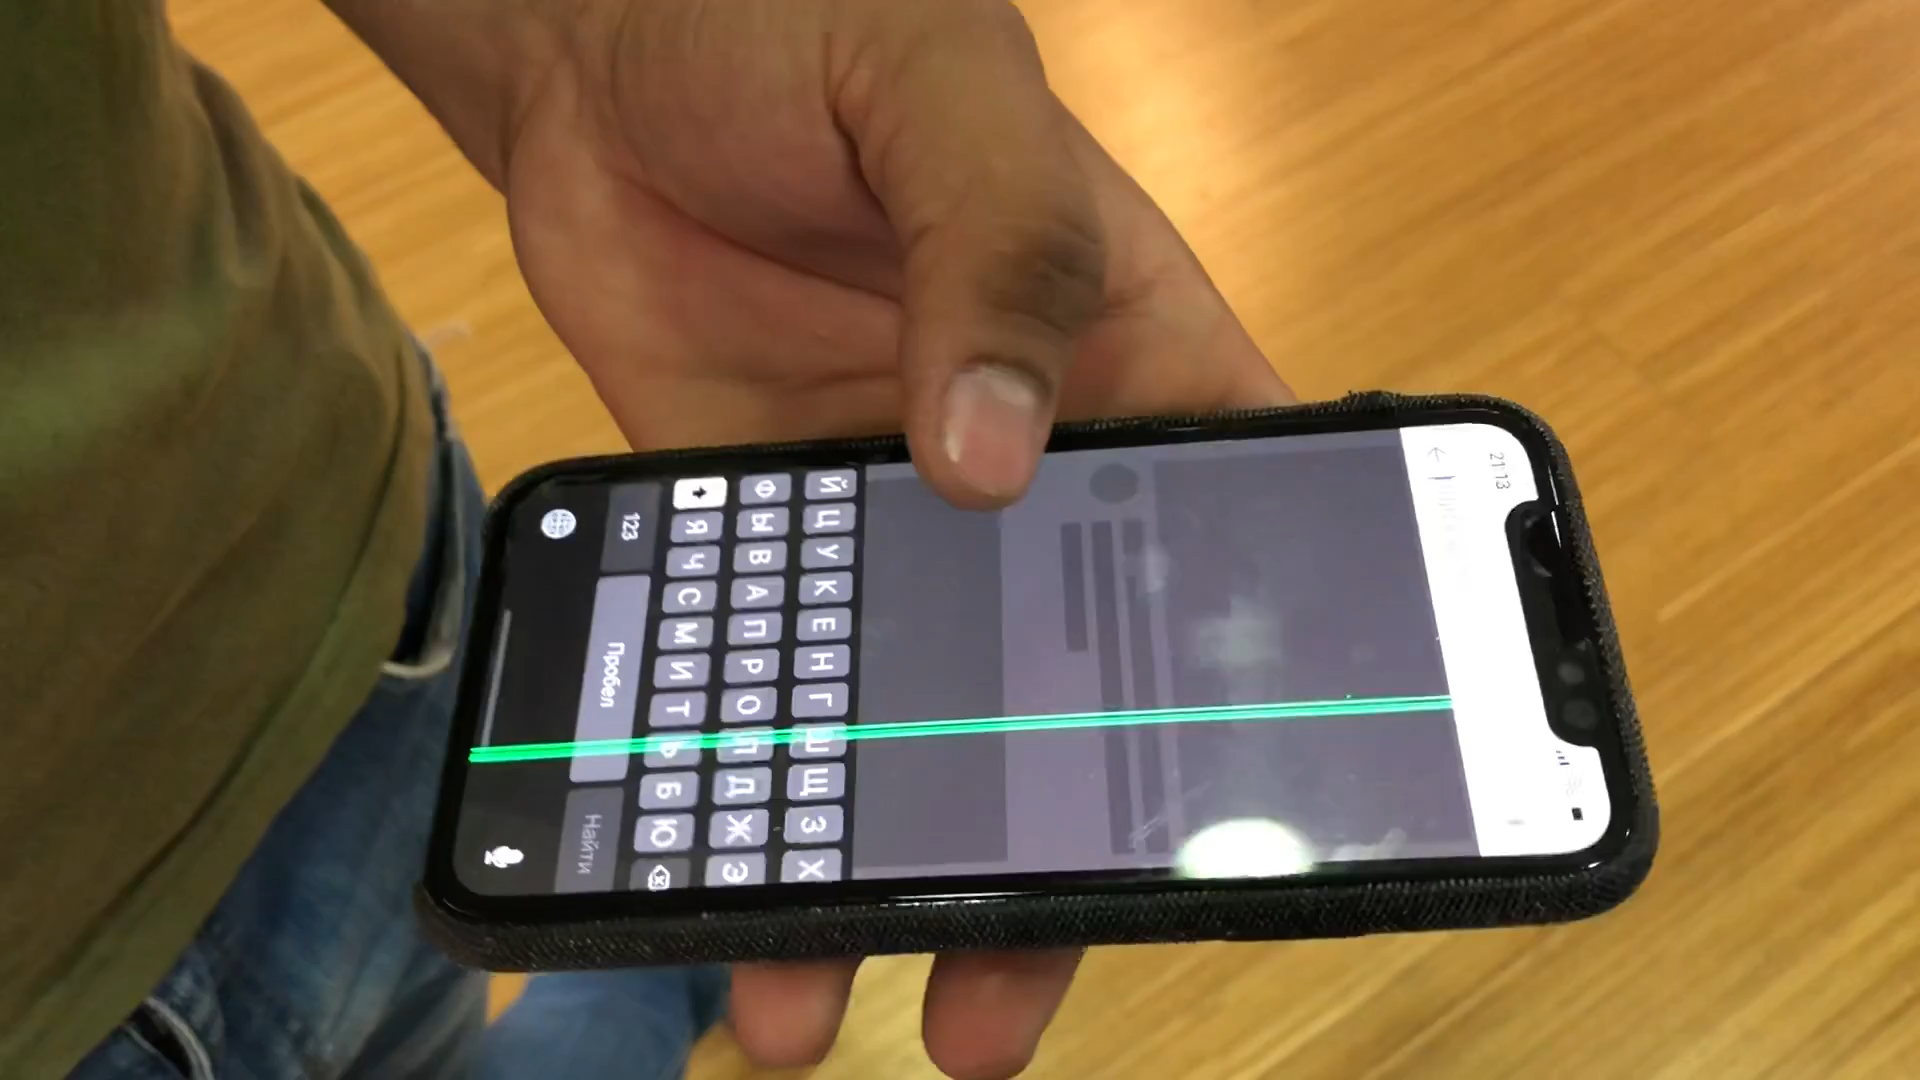 21:13
Й Ц У К Е Н Г Ш Щ З Х
Ф Ы В А П Р О Л Д Ж Э
Я Ч С М И Т Ь Б Ю
123 Пробел Найти